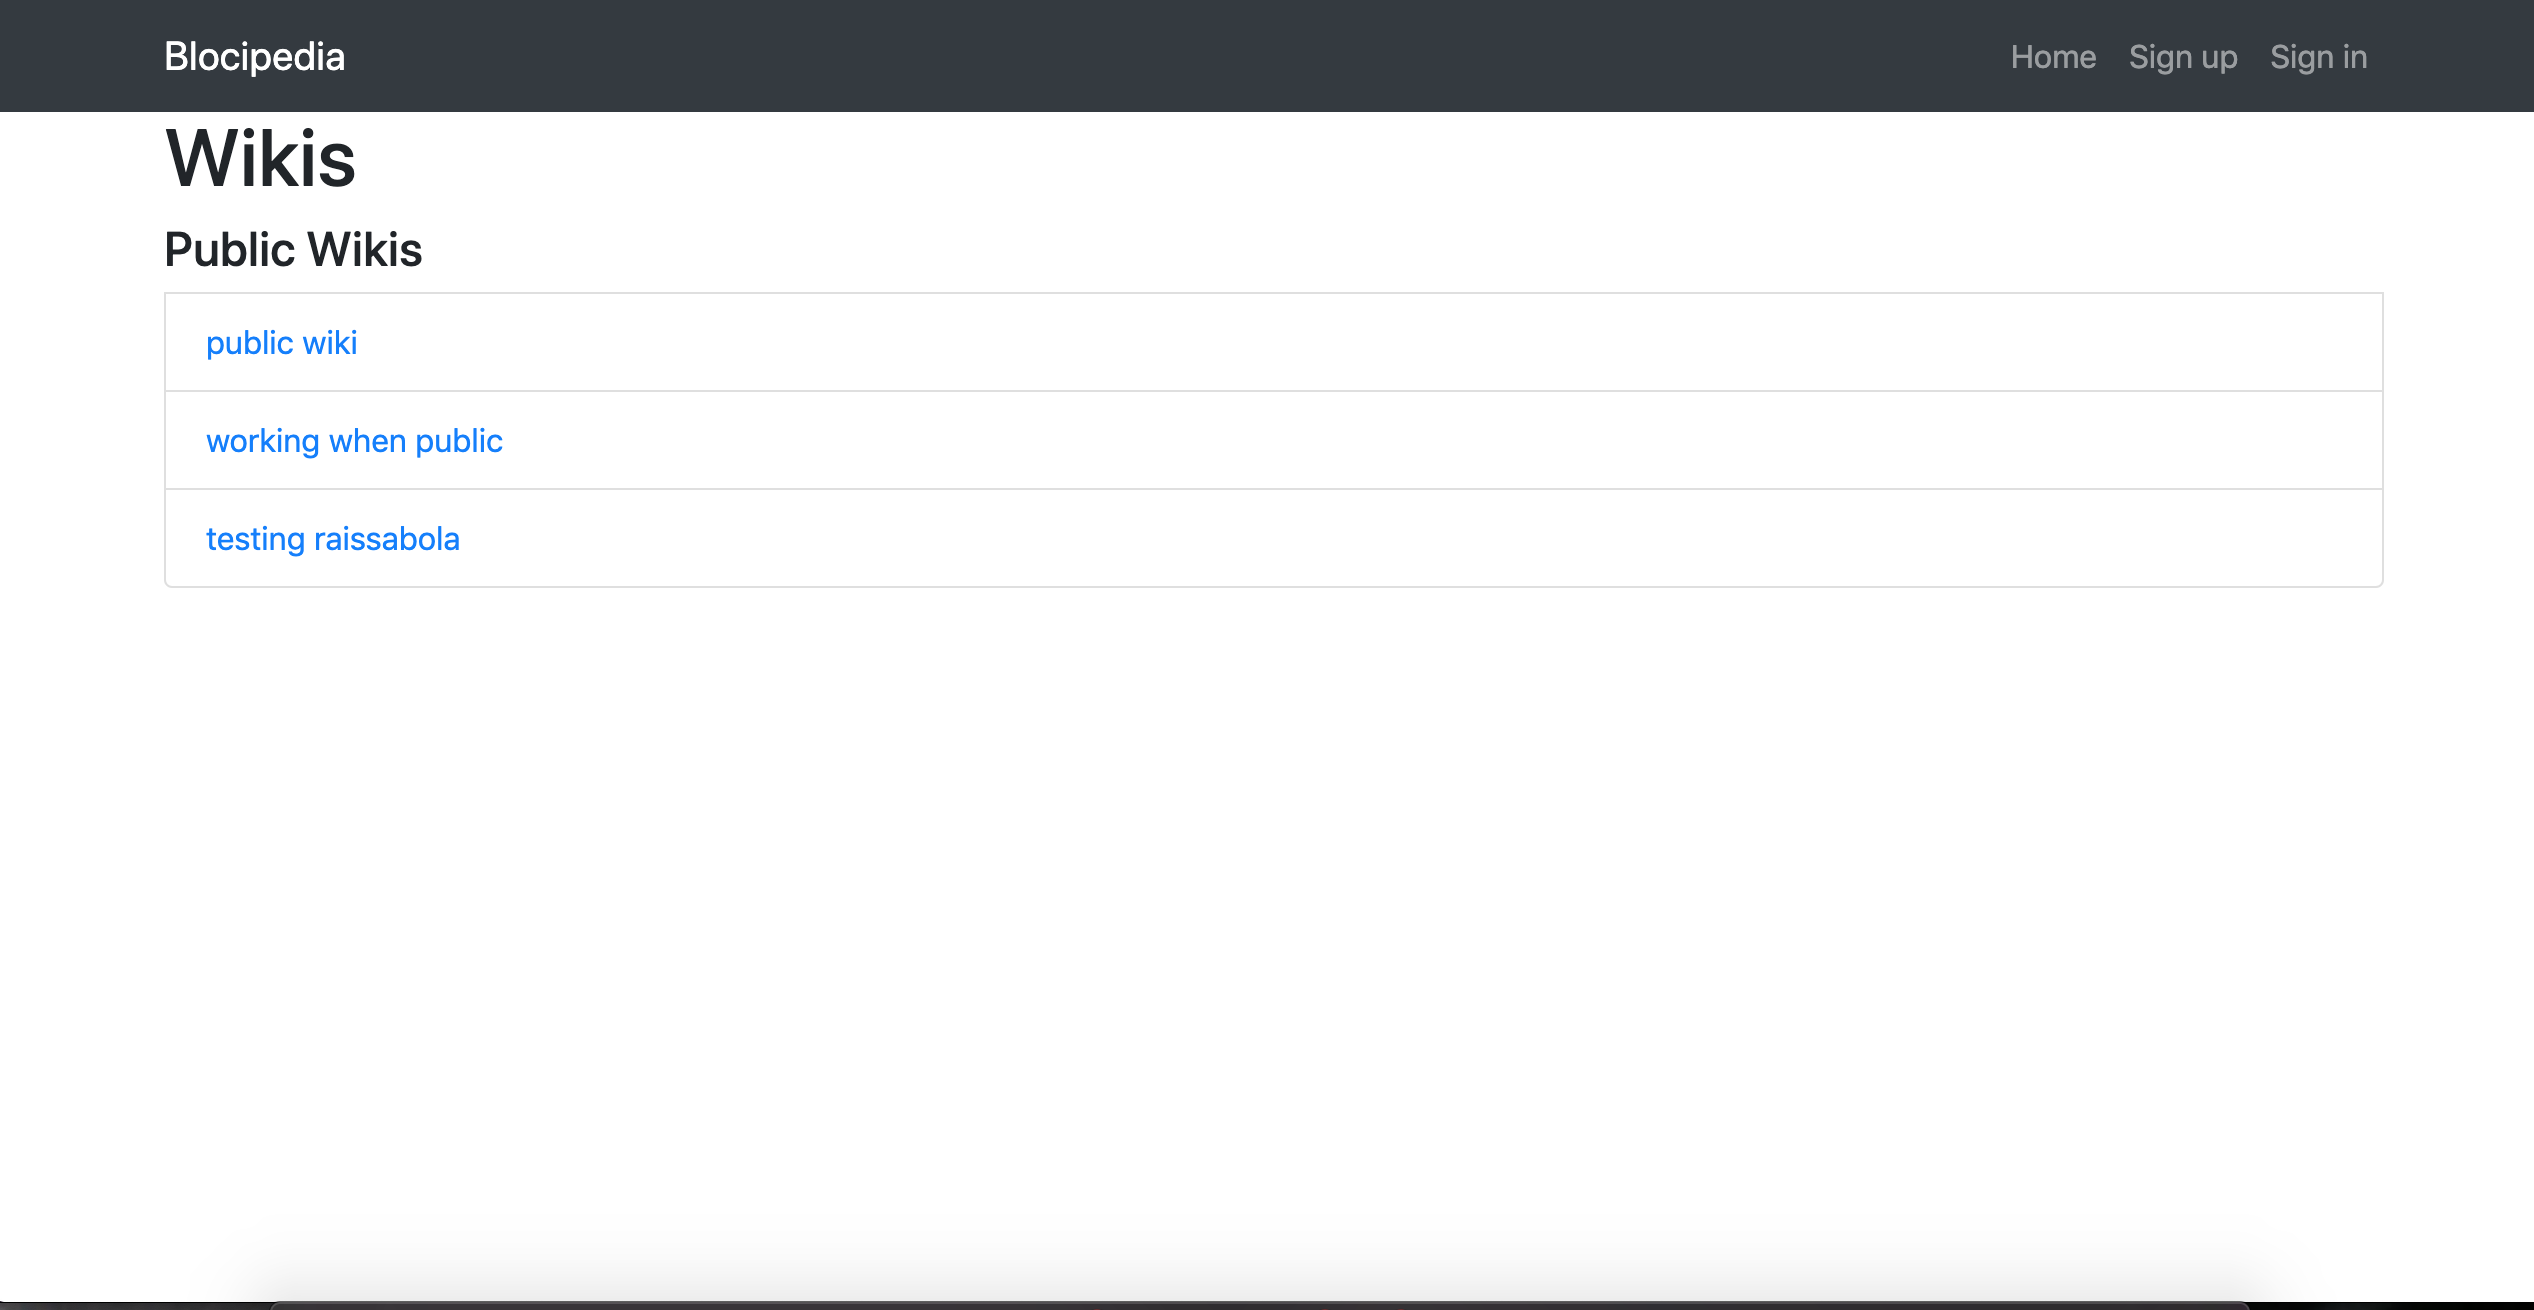 Blocipedia Home Sign up Sign in
Wikis
Public Wikis
public wiki
working when public
testing raissabola